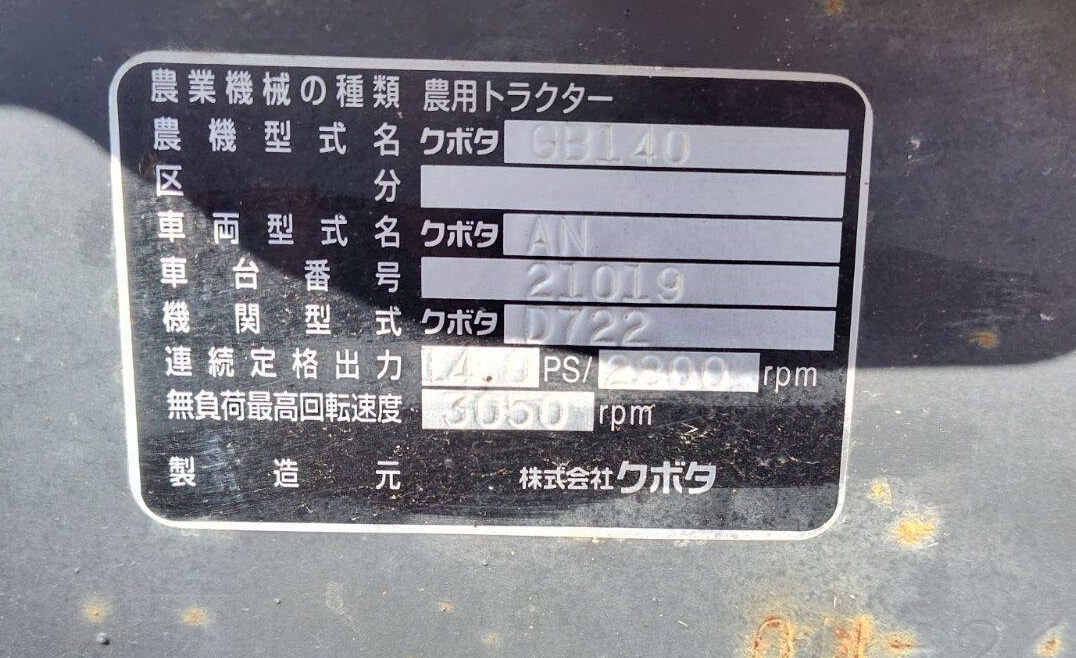 農業機械の種類 農用トラクター
農機型式名 クボタ GB140
区分
車両型式名 クボタ AN
車台番号 21019
機関型式 クボタ D722
連続定格出力 14.0 PS/ rpm
無負荷最高回転速度 3050 rpm
製造元 株式会社クボタ